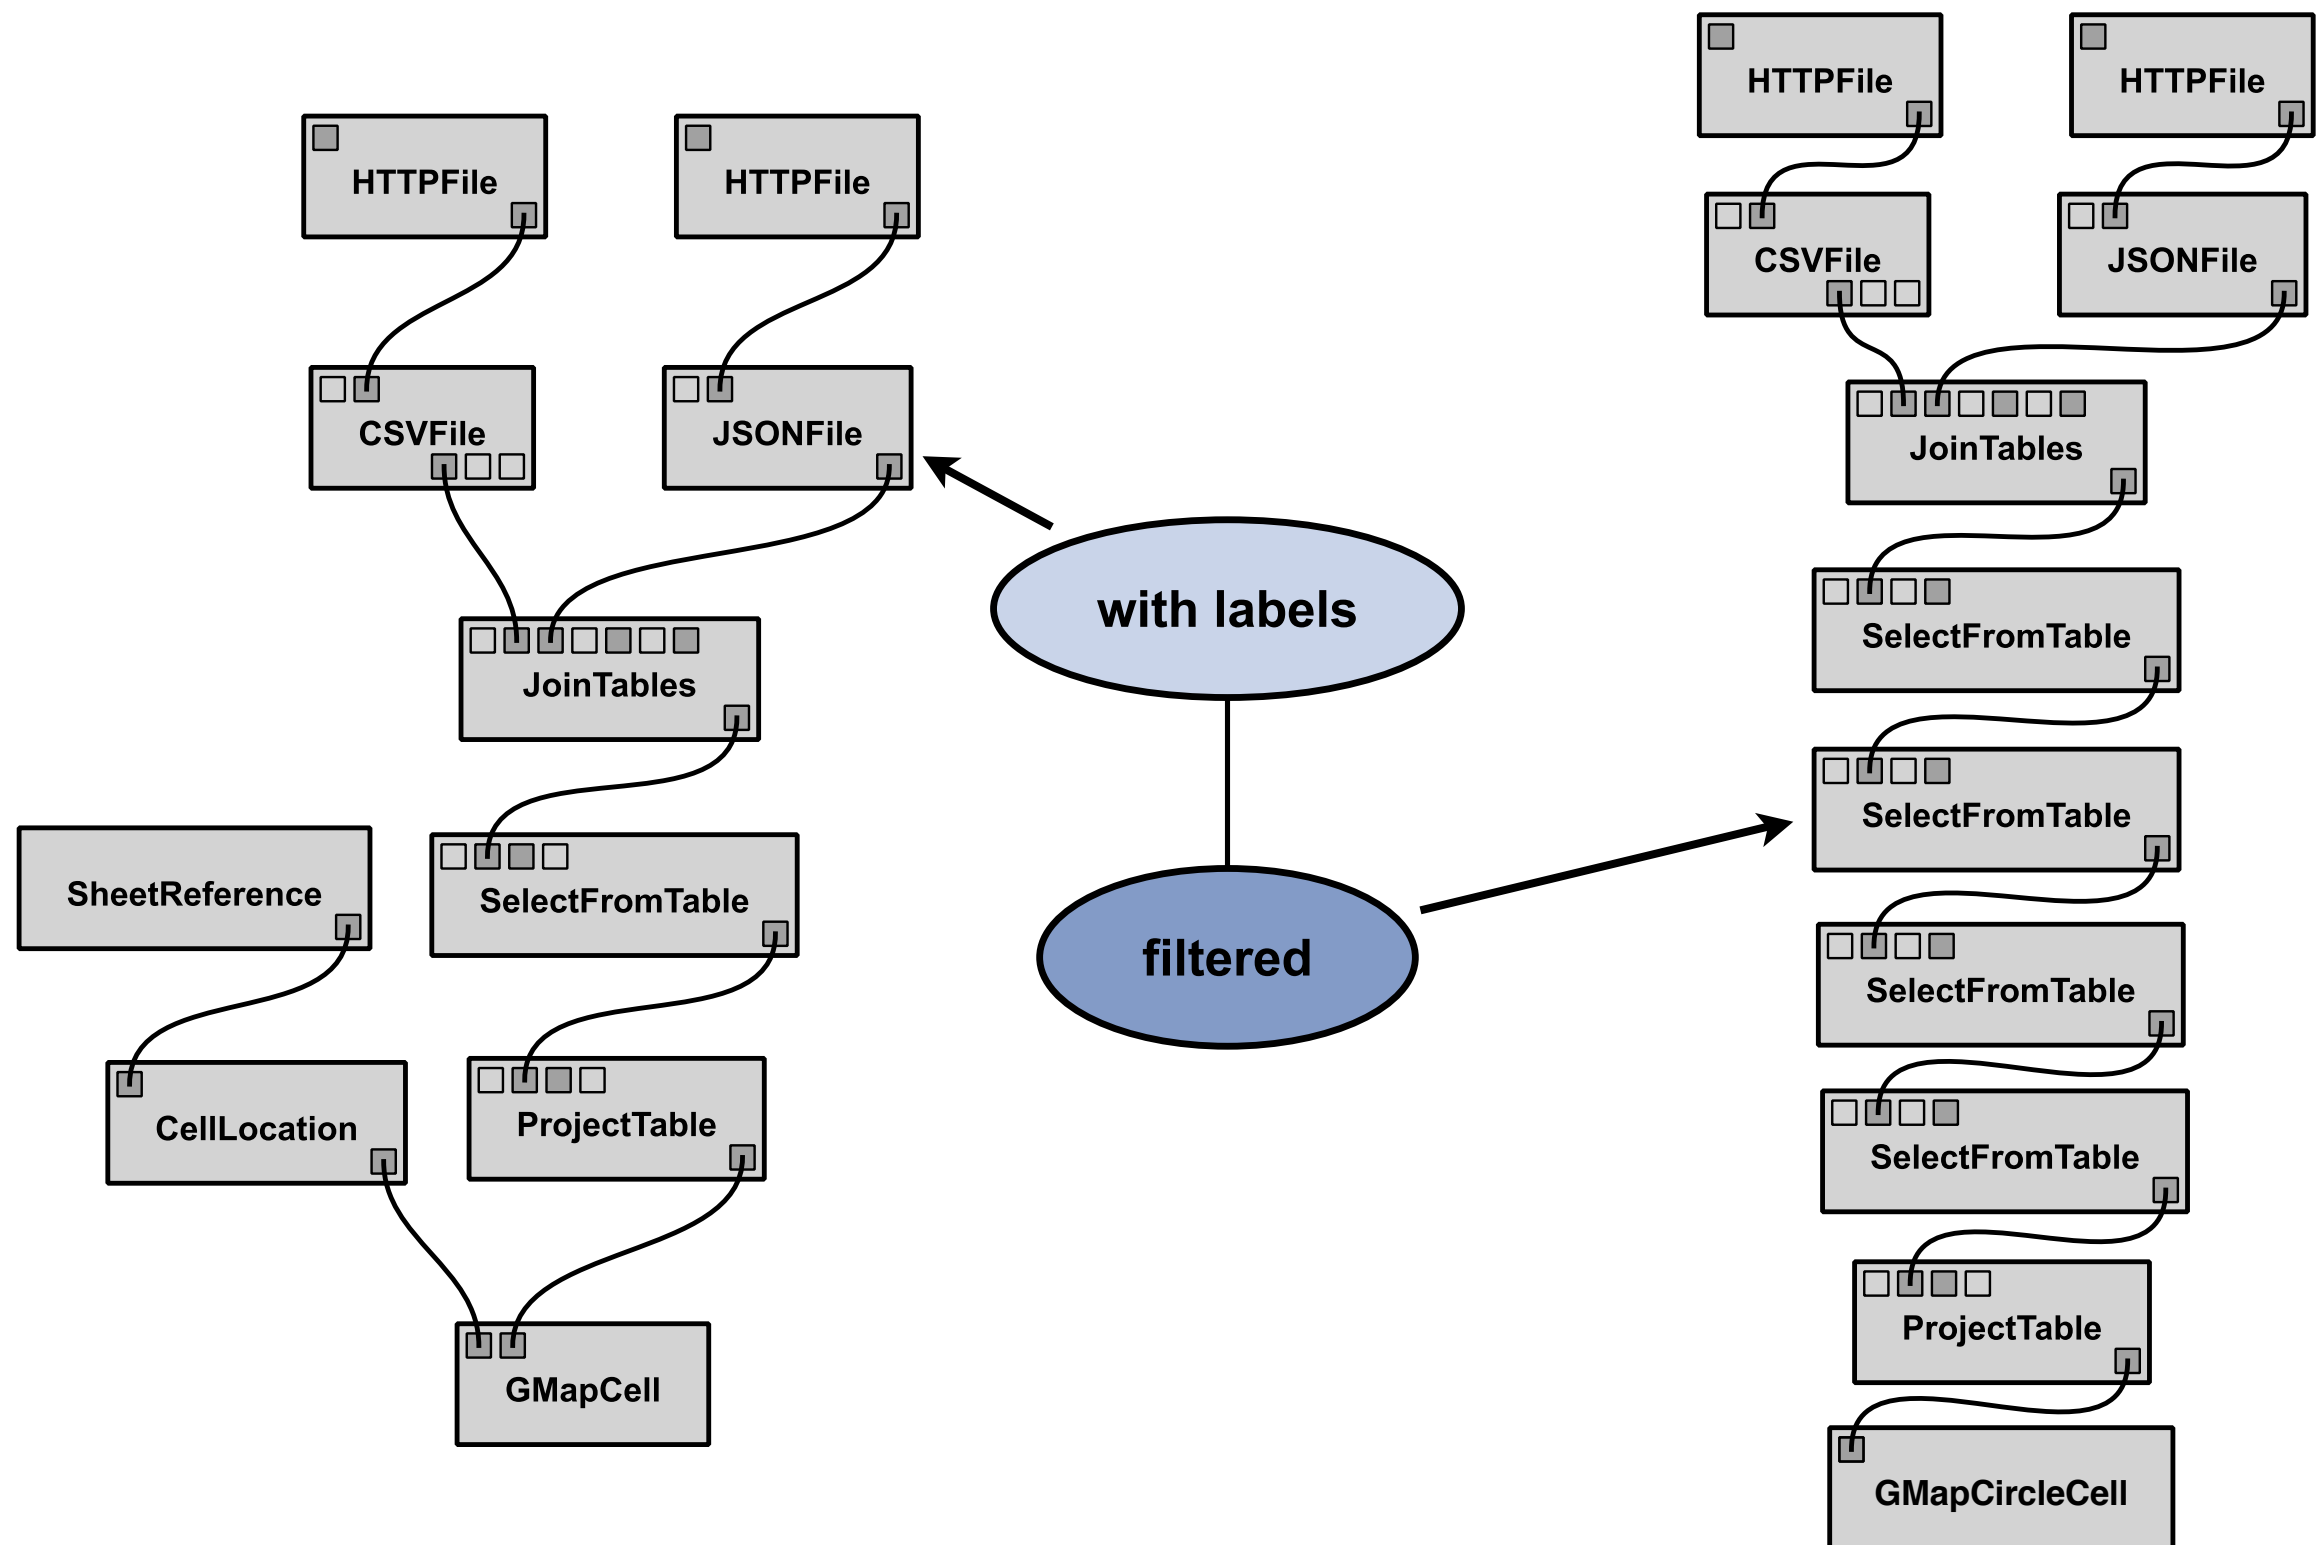 HTTPFile
HTTPFile
CSVFile
JSONFile
JoinTables
SheetReference
SelectFromTable
CellLocation
ProjectTable
GMapCell
with labels
filtered
HTTPFile
HTTPFile
CSVFile
JSONFile
JoinTables
SelectFromTable
SelectFromTable
SelectFromTable
SelectFromTable
ProjectTable
GMapCircleCell